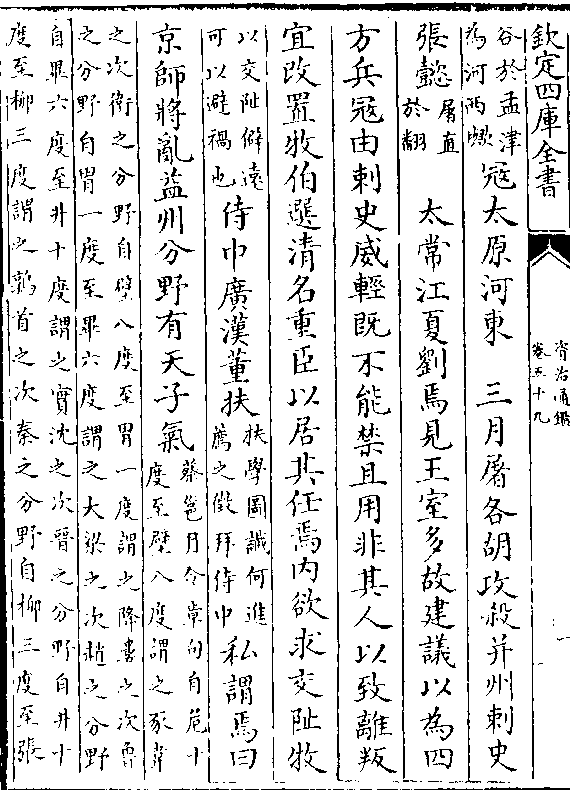 欽定四庫全書
資治通鑑
卷五十九
谷於孟津
為河西
寇太原河東　三月屠各胡攻殺并州刺史
張懿
屠直
於翻
太常江夏劉焉見王室多故建議以為四
方兵寇由刺史威輕既不能禁且用非其人以致離叛
宜改置牧伯選清名重臣以居其任焉内欲求交阯牧
以交阯僻遠
可以避禍也
侍中廣漢董扶
扶學圖讖何進
薦之徵拜侍中
私謂焉曰
京師將亂益州分野有天子氣
蔡邕月令章句自危十
度至壁八度謂之豕韋
之次衛之分野自壁八度至胃一度謂之降婁之次魯
之分野自胃一度至畢六度謂之大梁之次趙之分野
自畢六度至井十度謂之實沈之次晉之分野自井十
度至柳三度謂之鶉首之次秦之分野自柳三度至張